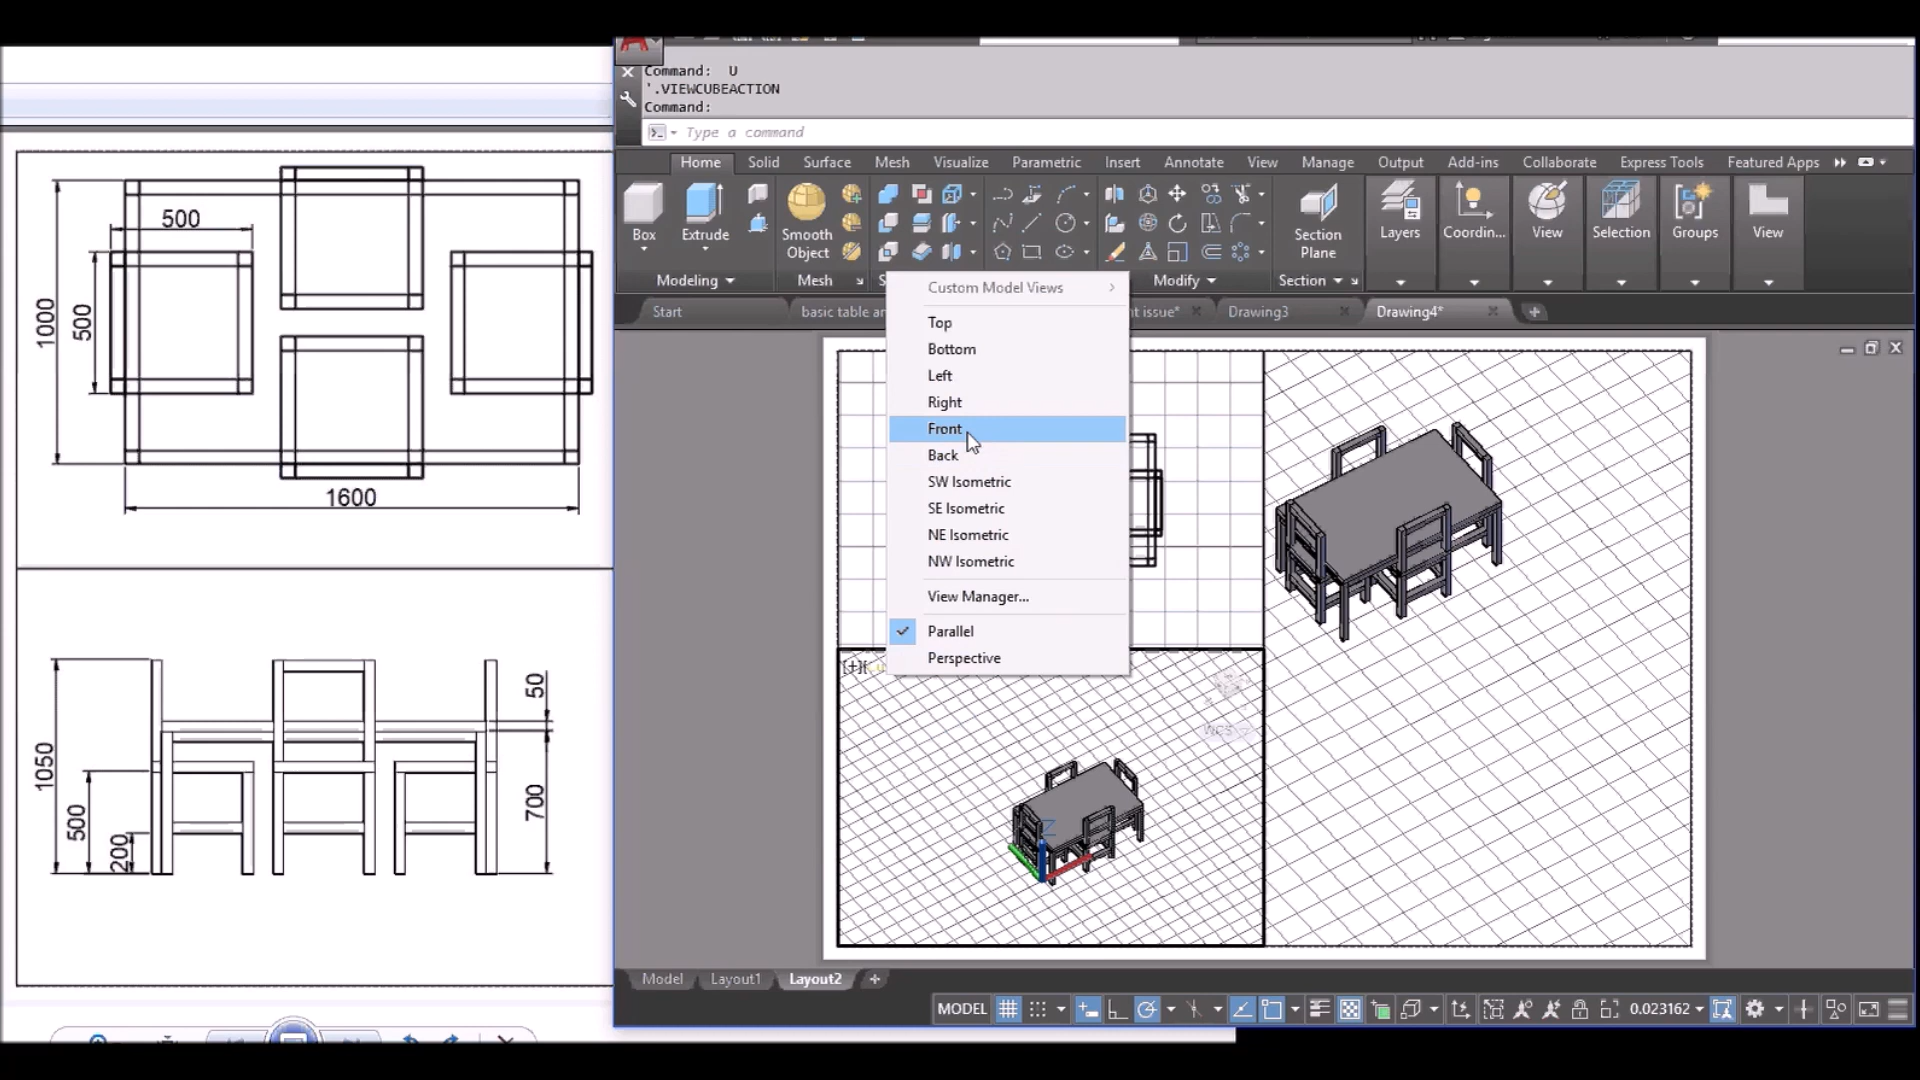 500
1000
500
1600
50
1050
500
200
700
Command: U
'.VIEWCUBEACTION
Command:
Type a command
Home Solid Surface Mesh Visualize Parametric Insert Annotate View Manage Output Add-ins Collaborate Express Tools Featured Apps
Box
Extrude
Smooth
Object
Section
Plane
Layers
Coordin...
View
Selection
Groups
View
Modeling
Mesh
Modify
Section
Start
basic table
nt issue*
Drawing3
Drawing4*
Custom Model Views
Top
Bottom
Left
Right
Front
Back
SW Isometric
SE Isometric
NE Isometric
NW Isometric
View Manager...
Parallel
Perspective
[+]
WCS
Z
Model Layout1 Layout2
MODEL
0.023162